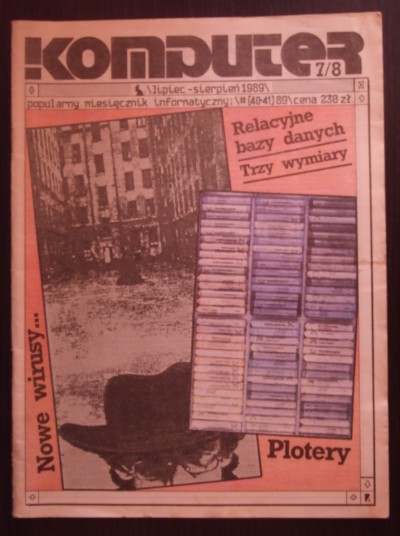 KOMPUTER
7/8
\lipiec-sierpień 1989\
popularny miesięcznik informatyczny:\#[40-41]89\cena 238 zł.
Relacyjne
bazy danych
Trzy wymiary
Nowe wirusy...
Plotery